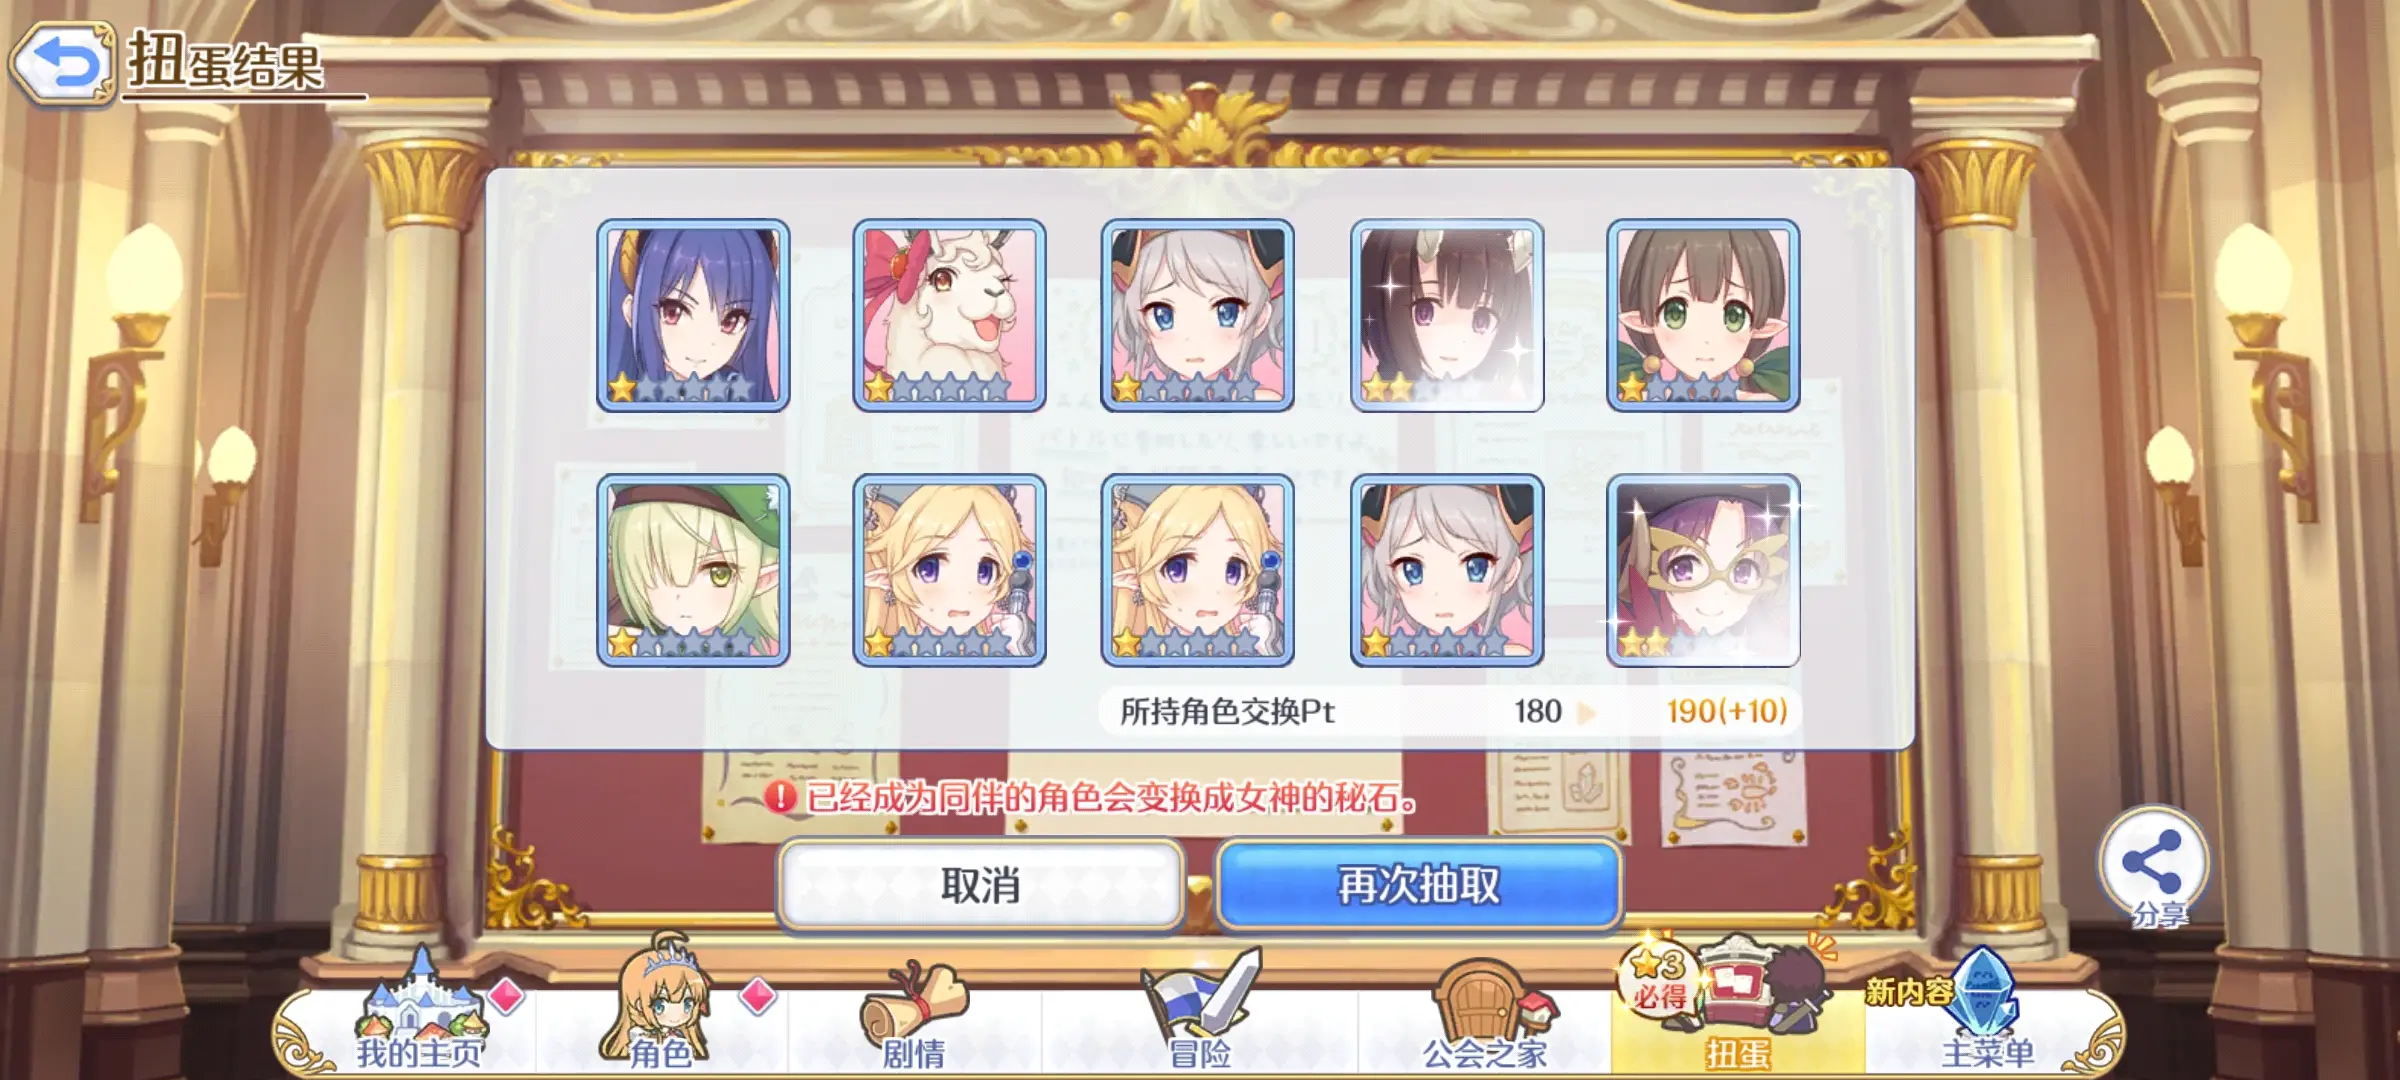 扭蛋结果
所持角色交换Pt 180 190(+10)
已经成为同伴的角色会变换成女神的秘石。
取消
再次抽取
分享
3
必得
新内容
我的主页
角色
剧情
冒险
公会之家
扭蛋
主菜单